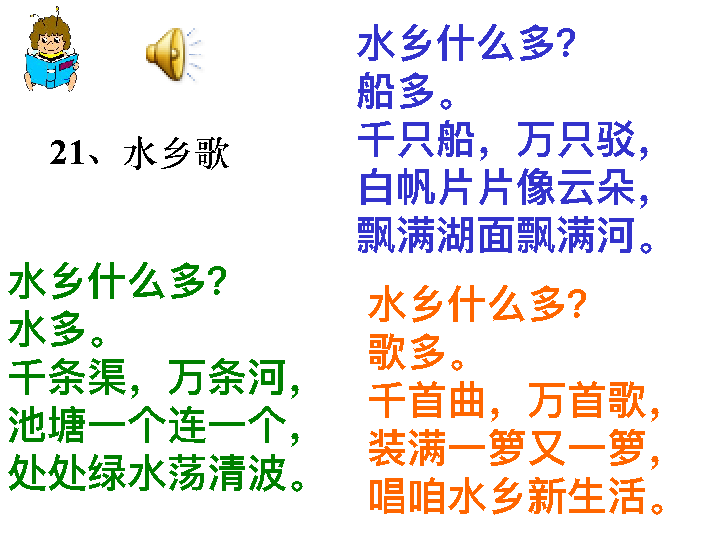 21、水乡歌
水乡什么多?
水多。
千条渠，万条河，
池塘一个连一个，
处处绿水荡清波。
水乡什么多?
船多。
千只船，万只驳，
白帆片片像云朵，
飘满湖面飘满河。
水乡什么多?
歌多。
千首曲，万首歌，
装满一箩又一箩，
唱咱水乡新生活。